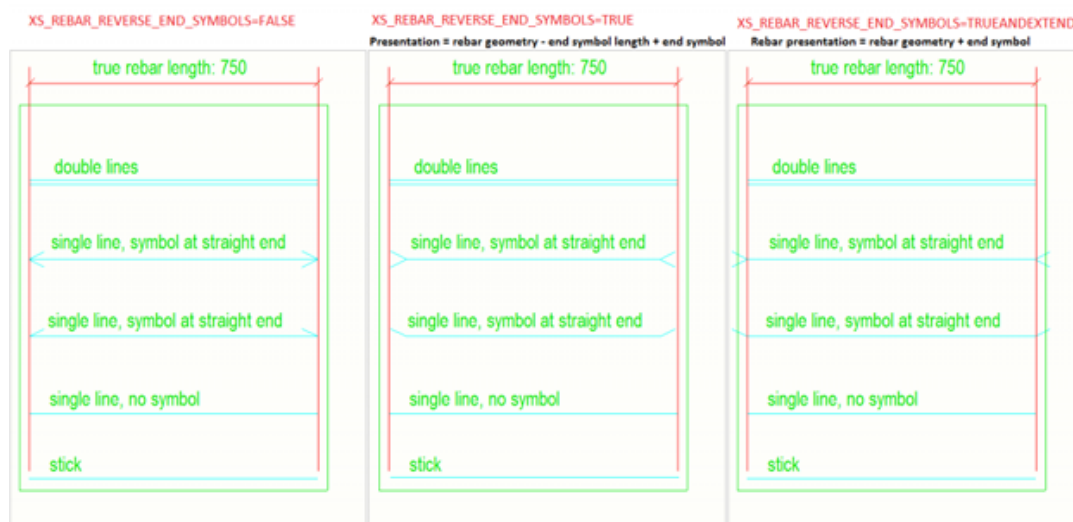 XS_REBAR_REVERSE_END_SYMBOLS=FALSE
true rebar length: 750
double lines
single line, symbol at straight end
single line, symbol at straight end
single line, no symbol
stick
XS_REBAR_REVERSE_END_SYMBOLS=TRUE
Presentation = rebar geometry - end symbol length + end symbol
true rebar length: 750
double lines
single line, symbol at straight end
single line, symbol at straight end
single line, no symbol
stick
XS_REBAR_REVERSE_END_SYMBOLS=TRUEANDEXTEND
Rebar presentation = rebar geometry + end symbol
true rebar length: 750
double lines
single line, symbol at straight end
single line, symbol at straight end
single line, no symbol
stick